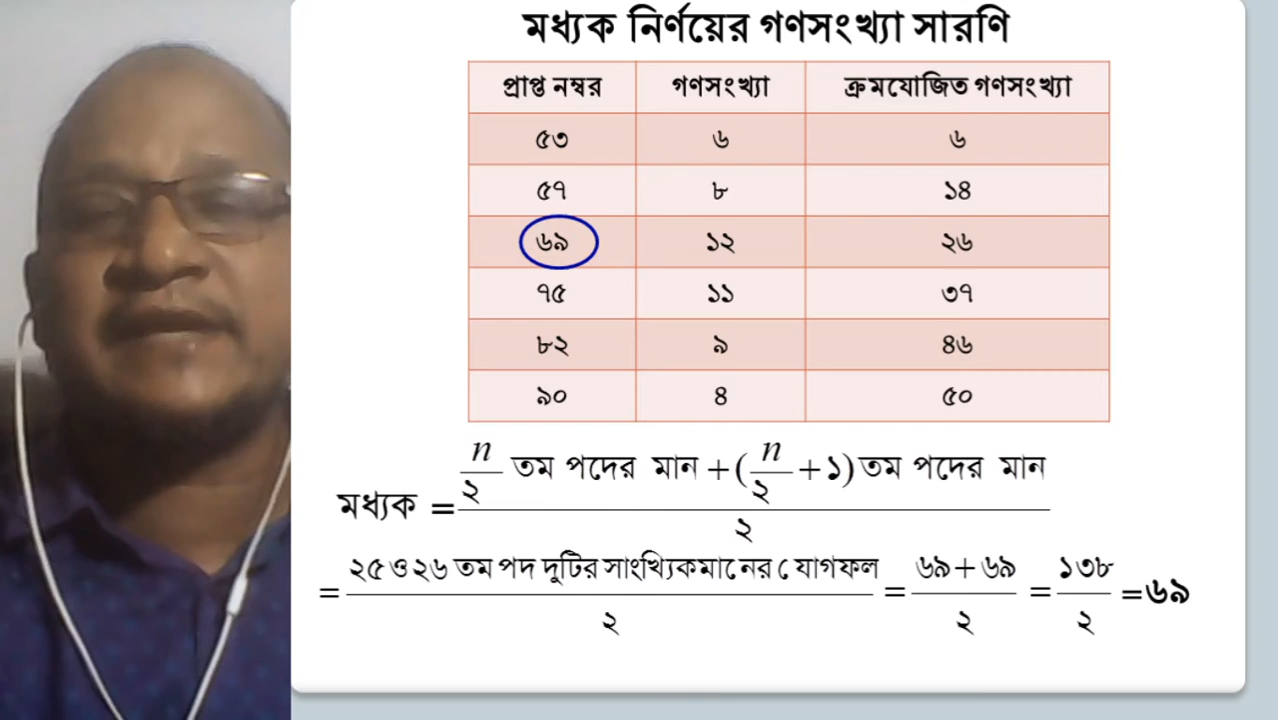 মধ্যক নির্ণয়ের গণসংখ্যা সারণি
প্রাপ্ত নম্বর গণসংখ্যা ক্রমযোজিত গণসংখ্যা
৫৩ ৬ ৬
৫৭ ৮ ১৪
৬৯ ১২ ২৬
৭৫ ১১ ৩৭
৮২ ৯ ৪৬
৯০ ৪ ৫০
মধ্যক = n/২ তম পদের মান + (n/২ + ১) তম পদের মান / ২
= ২৫ ও ২৬ তম পদ দুটির সাংখ্যিকমানের যোগফল / ২ = ৬৯ + ৬৯ / ২ = ১৩৮ / ২ = ৬৯